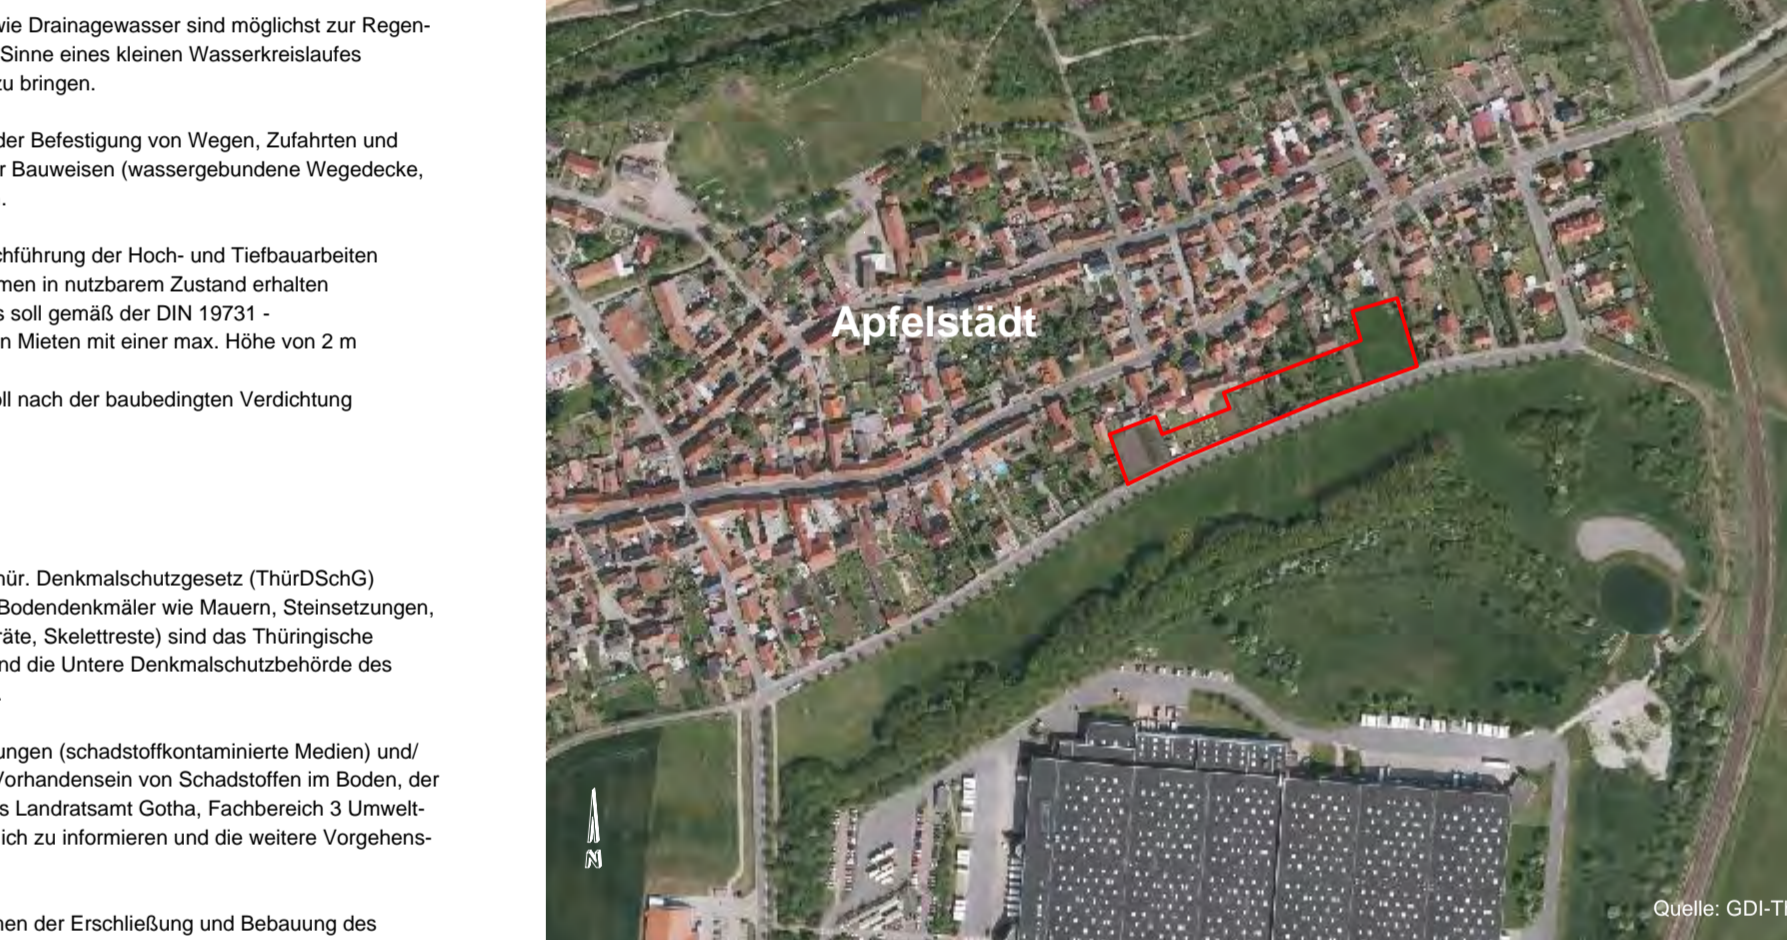 wie Drainagewasser sind möglichst zur Regen-
Sinne eines kleinen Wasserkreislaufes
zu bringen.
der Befestigung von Wegen, Zufahrten und
r Bauweisen (wassergebundene Wegedecke,
.
chführung der Hoch- und Tiefbauarbeiten
men in nutzbarem Zustand erhalten
s soll gemäß der DIN 19731 -
n Mieten mit einer max. Höhe von 2 m
oll nach der baubedingten Verdichtung
hür. Denkmalschutzgesetz (ThürDSchG)
Bodendenkmäler wie Mauern, Steinsetzungen,
räte, Skelettreste) sind das Thüringische
nd die Untere Denkmalschutzbehörde des
.
ungen (schadstoffkontaminierte Medien) und/
Vorhandensein von Schadstoffen im Boden, der
s Landratsamt Gotha, Fachbereich 3 Umwelt-
lich zu informieren und die weitere Vorgehens-
nen der Erschließung und Bebauung des
Apfelstädt
N
Quelle: GDI-Th